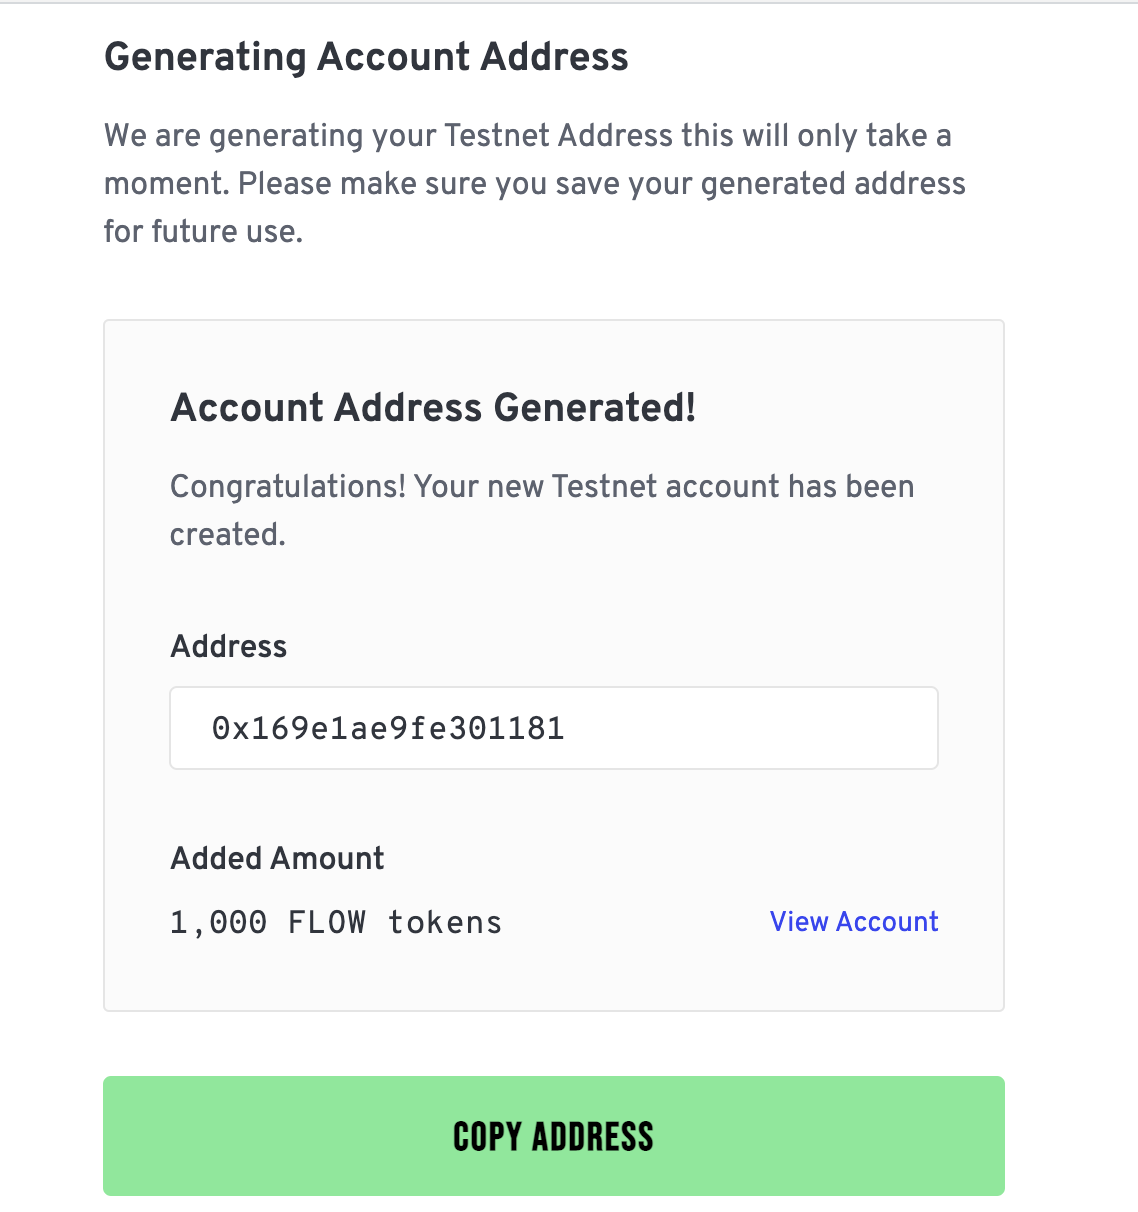 Generating Account Address
We are generating your Testnet Address this will only take a
moment. Please make sure you save your generated address
for future use.
Account Address Generated!
Congratulations! Your new Testnet account has been
created.
Address
0x169e1ae9fe301181
Added Amount
1,000 FLOW tokens
View Account
COPY ADDRESS